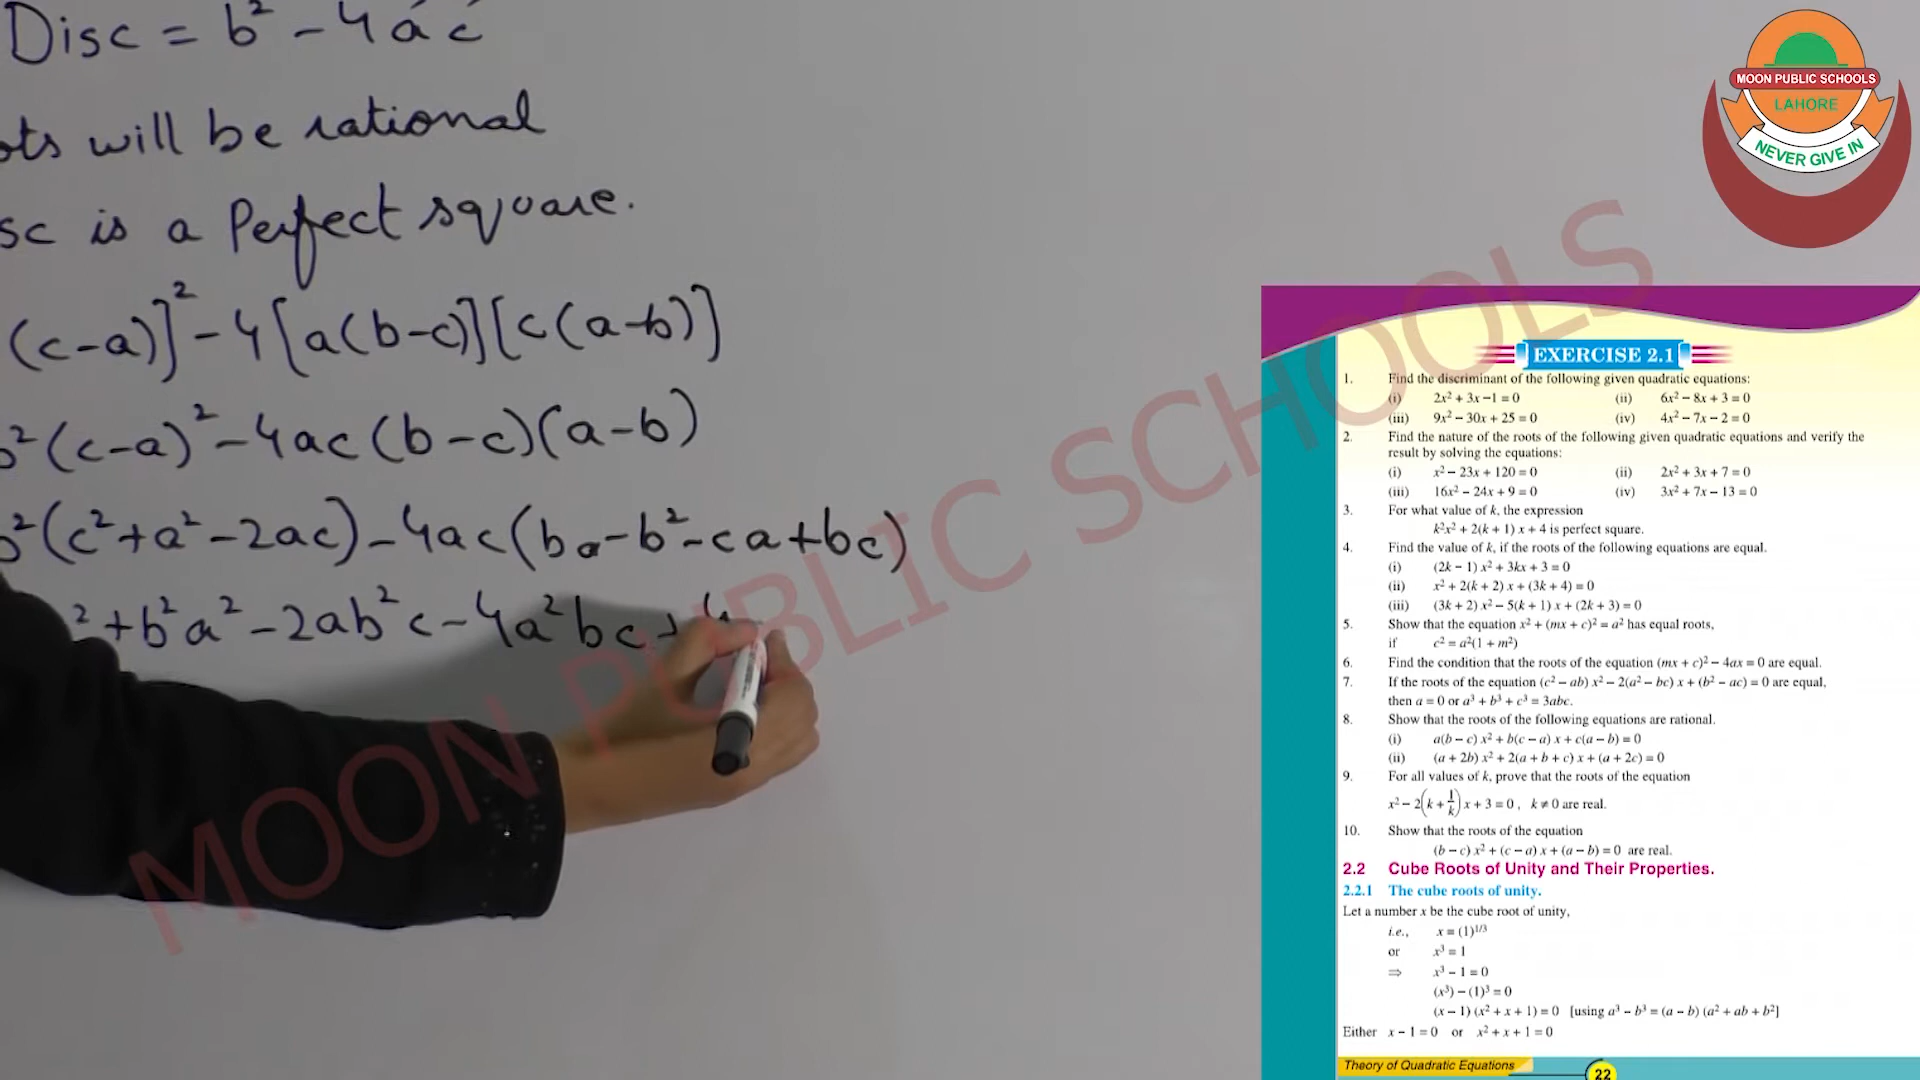 Disc = b² - 4ac
ots will be rational
sc is a Perfect square.
(c-a)]² - 4[a(b-c)][c(a-b)]
b²(c-a)² - 4ac(b-c)(a-b)
b²(c²+a²-2ac) - 4ac(ba-b²-ca+bc)
² + b²a² - 2ab²c - 4a²bc + 4
MOON PUBLIC SCHOOLS
LAHORE
NEVER GIVE IN
MOON PUBLIC SCHOOLS
EXERCISE 2.1
1. Find the discriminant of the following given quadratic equations:
(i) 2x² + 3x – 1 = 0 (ii) 6x² – 8x + 3 = 0
(iii) 9x² – 30x + 25 = 0 (iv) 4x² – 7x – 2 = 0
2. Find the nature of the roots of the following given quadratic equations and verify the
result by solving the equations:
(i) x² – 23x + 120 = 0 (ii) 2x² + 3x + 7 = 0
(iii) 16x² – 24x + 9 = 0 (iv) 3x² + 7x – 13 = 0
3. For what value of k, the expression
k²x² + 2(k + 1) x + 4 is perfect square.
4. Find the value of k, if the roots of the following equations are equal.
(i) (2k – 1) x² + 3kx + 3 = 0
(ii) x² + 2(k + 2) x + (3k + 4) = 0
(iii) (3k + 2) x² – 5(k + 1) x + (2k + 3) = 0
5. Show that the equation x² + (mx + c)² = a² has equal roots,
if c² = a²(1 + m²)
6. Find the condition that the roots of the equation (mx + c)² – 4ax = 0 are equal.
7. If the roots of the equation (c² – ab) x² – 2(a² – bc) x + (b² – ac) = 0 are equal,
then a = 0 or a³ + b³ + c³ = 3abc.
8. Show that the roots of the following equations are rational.
(i) a(b – c) x² + b(c – a) x + c(a – b) = 0
(ii) (a + 2b) x² + 2(a + b + c) x + (a + 2c) = 0
9. For all values of k, prove that the roots of the equation
x² – 2(k + 1/k) x + 3 = 0 , k ≠ 0 are real.
10. Show that the roots of the equation
(b – c) x² + (c – a) x + (a – b) = 0 are real.
2.2 Cube Roots of Unity and Their Properties.
2.2.1 The cube roots of unity.
Let a number x be the cube root of unity,
i.e., x = (1)^1/3
or x³ = 1
⇒ x³ – 1 = 0
(x³) – (1)³ = 0
(x – 1) (x² + x + 1) = 0 [using a³ – b³ = (a – b) (a² + ab + b²]
Either x – 1 = 0 or x² + x + 1 = 0
Theory of Quadratic Equations 22